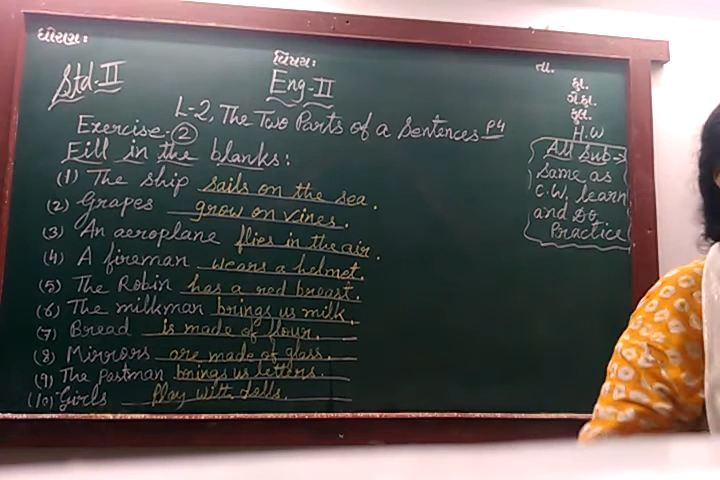 ધોરણઃ
વિષયઃ
તા.
Std-II
Eng-II
હા.
ગે.હા.
કુલ.
L-2, The Two Parts of a Sentences P4
Exercise-2
Fill in the blanks:
(1) The ship sails on the sea.
(2) Grapes grow on vines.
(3) An aeroplane flies in the air.
(4) A fireman wears a helmet.
(5) The Robin has a red breast.
(6) The milkman brings us milk.
(7) Bread is made of flour.
(8) Mirrors are made of glass.
(9) The Postman brings us letters.
(10) Girls Play with dolls.
H.W
All Sub→
Same as
C.W, learn
and Do
Practice